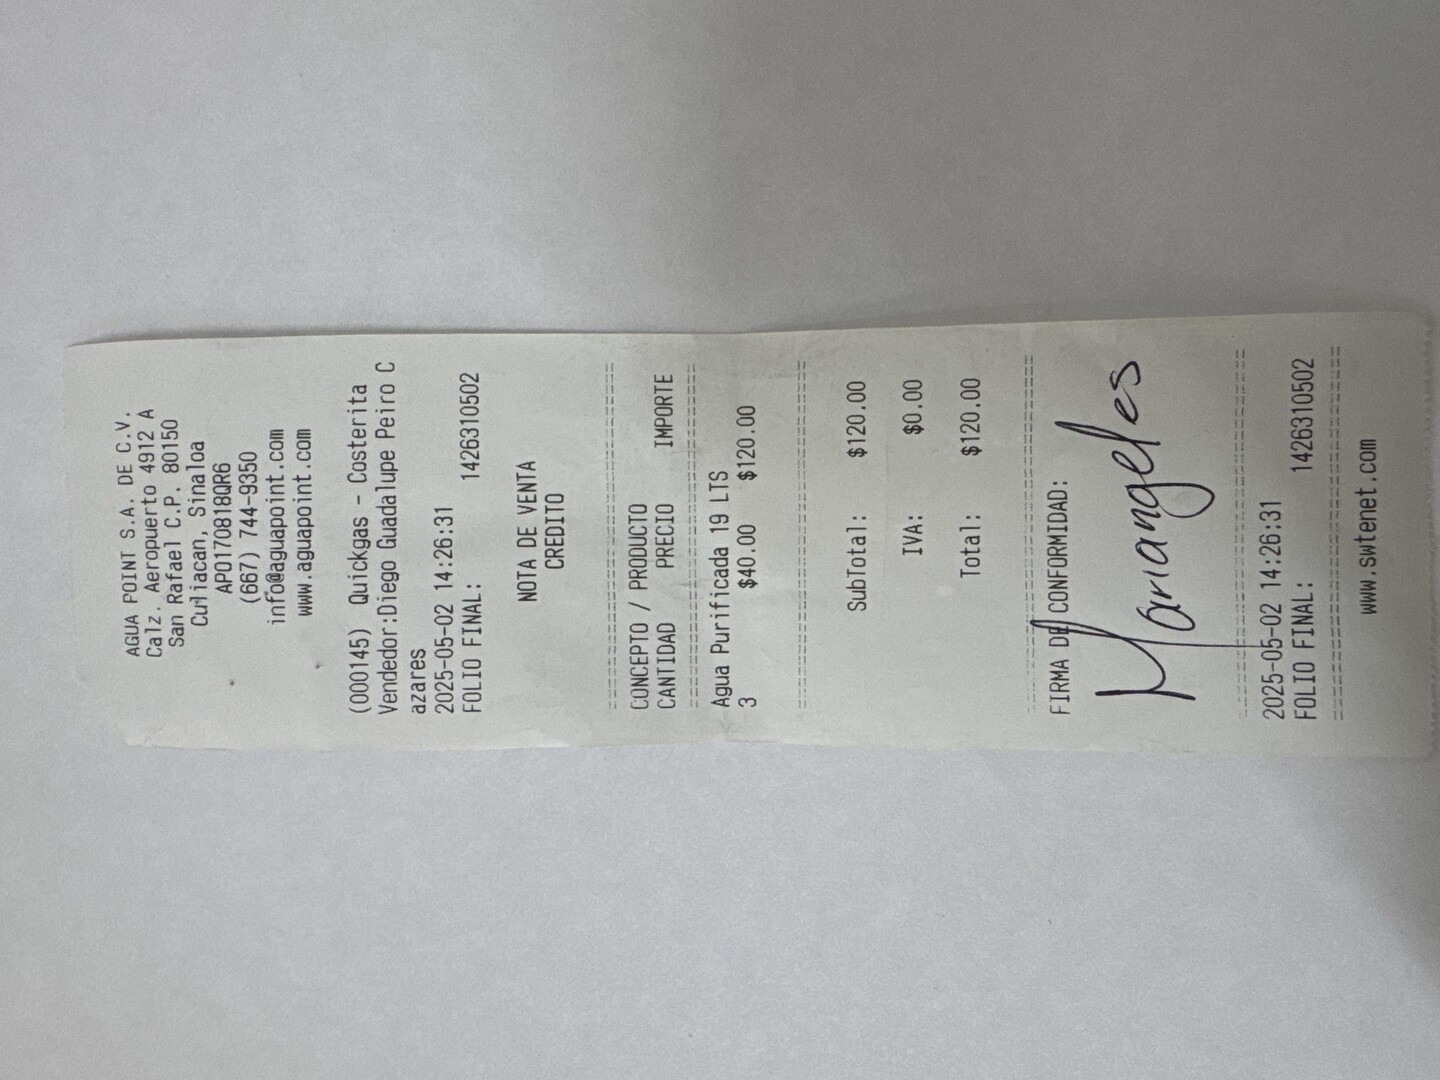 AGUA POINT S.A. DE C.V.
Calz. Aeropuerto 4912 A
San Rafael C.P. 80150
Culiacan, Sinaloa
APO170818QR6
(667) 744-9350
info@aguapoint.com
www.aguapoint.com
(000145) Quickgas - Costerita
Vendedor:Diego Guadalupe Peiro C
azares
2025-05-02 14:26:31
FOLIO FINAL: 1426310502
NOTA DE VENTA
CREDITO
================================
CONCEPTO / PRODUCTO
CANTIDAD PRECIO IMPORTE
================================
Agua Purificada 19 LTS
3 $40.00 $120.00
================================
SubTotal: $120.00
IVA: $0.00
Total: $120.00
================================
FIRMA DE CONFORMIDAD:
Mariangeles
================================
2025-05-02 14:26:31
FOLIO FINAL: 1426310502
================================
www.swtenet.com